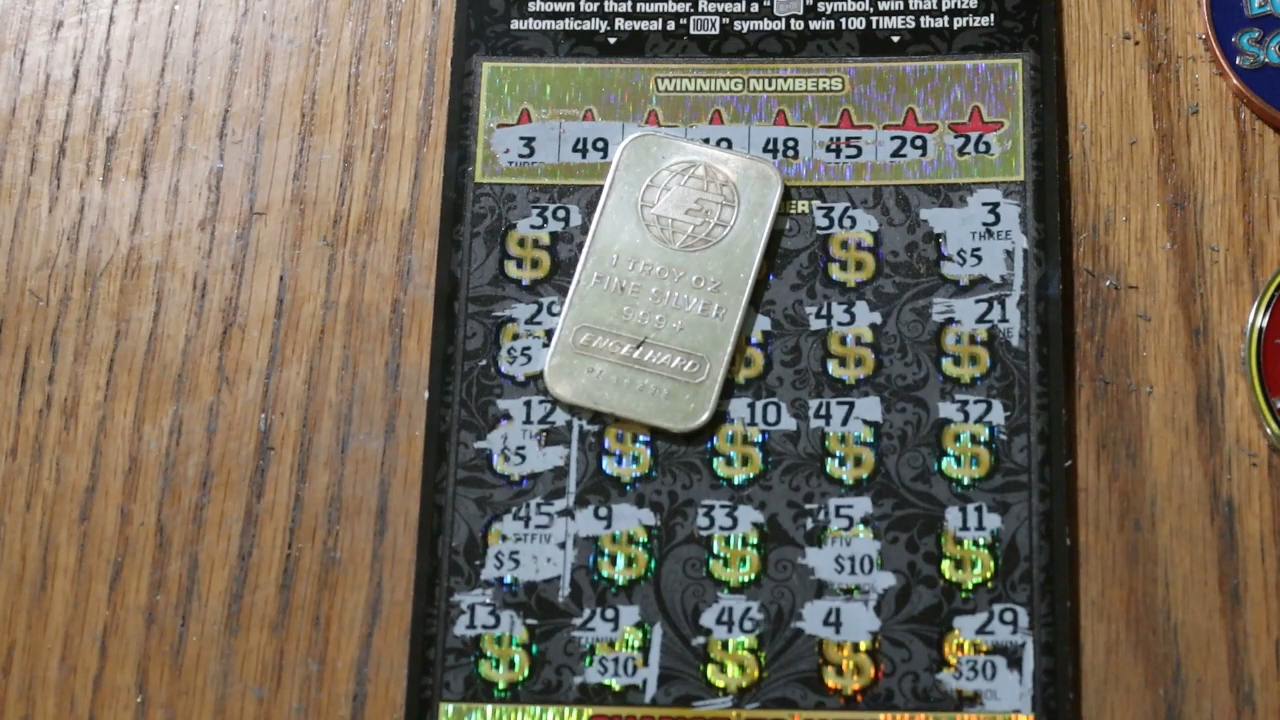 shown for that number. Reveal a " " symbol, win that prize
automatically. Reveal a " 100X " symbol to win 100 TIMES that prize!
WINNING NUMBERS
3 49 19 48 45 29 26
THREE
39 36 3
THREE
$5
29 43 21
$5
12 10 47 32
$5
45 9 33 45 11
$5 $10
13 29 46 4 29
$10 $30
1 TROY OZ.
FINE SILVER
999+
ENGELHARD